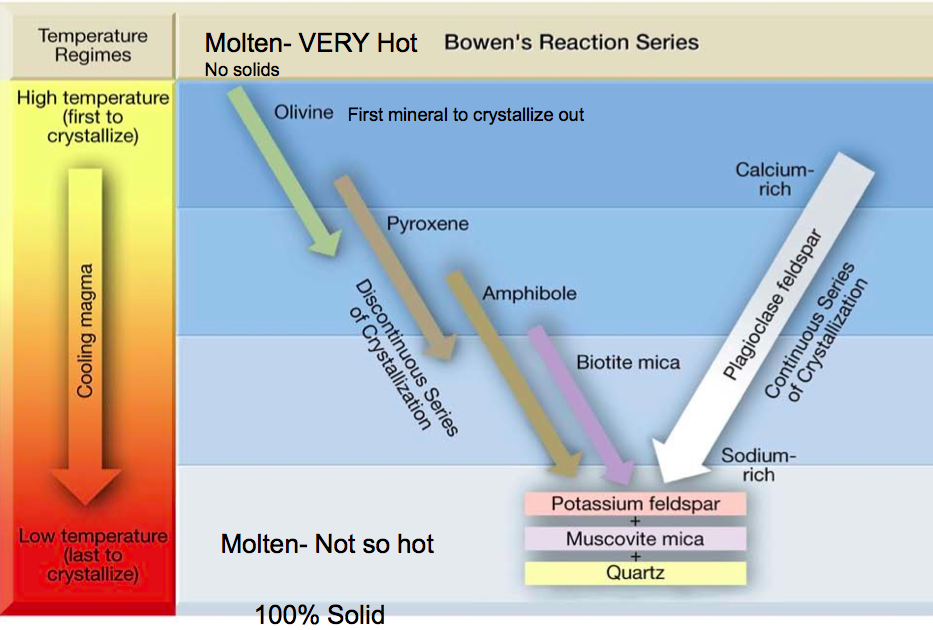 Temperature
Regimes
Molten- VERY Hot
No solids
Bowen's Reaction Series
High temperature
(first to
crystallize)
Olivine
First mineral to crystallize out
Calcium-
rich
Pyroxene
Amphibole
Cooling magma
Discontinuous Series
of Crystallization
Plagioclase feldspar
Continuous Series
of Crystallization
Biotite mica
Sodium-
rich
Potassium feldspar
+
Muscovite mica
+
Quartz
Low temperature
(last to
crystallize)
Molten- Not so hot
100% Solid